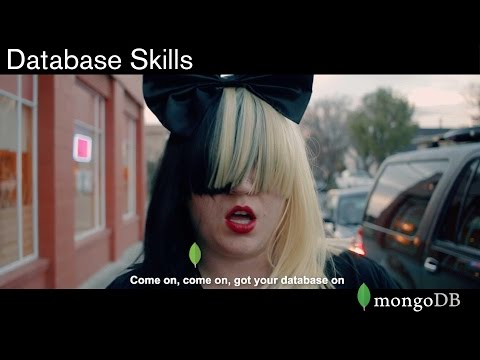 Database Skills
Come on, come on, got your database on
mongoDB